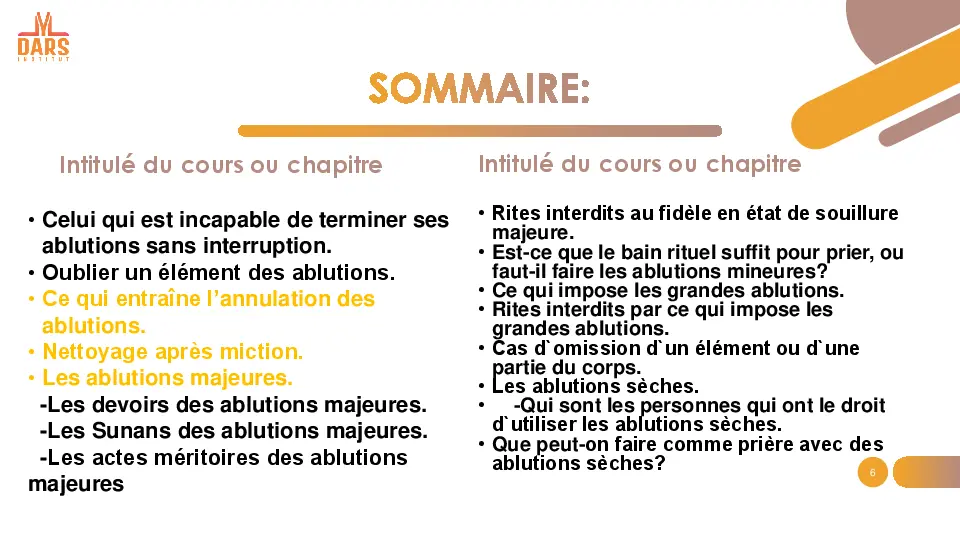 DARS
INSTITUT
SOMMAIRE:
Intitulé du cours ou chapitre
• Celui qui est incapable de terminer ses
ablutions sans interruption.
• Oublier un élément des ablutions.
• Ce qui entraîne l’annulation des
ablutions.
• Nettoyage après miction.
• Les ablutions majeures.
-Les devoirs des ablutions majeures.
-Les Sunans des ablutions majeures.
-Les actes méritoires des ablutions
majeures
Intitulé du cours ou chapitre
• Rites interdits au fidèle en état de souillure
majeure.
• Est-ce que le bain rituel suffit pour prier, ou
faut-il faire les ablutions mineures?
• Ce qui impose les grandes ablutions.
• Rites interdits par ce qui impose les
grandes ablutions.
• Cas d`omission d`un élément ou d`une
partie du corps.
• Les ablutions sèches.
• -Qui sont les personnes qui ont le droit
d`utiliser les ablutions sèches.
• Que peut-on faire comme prière avec des
ablutions sèches?
6